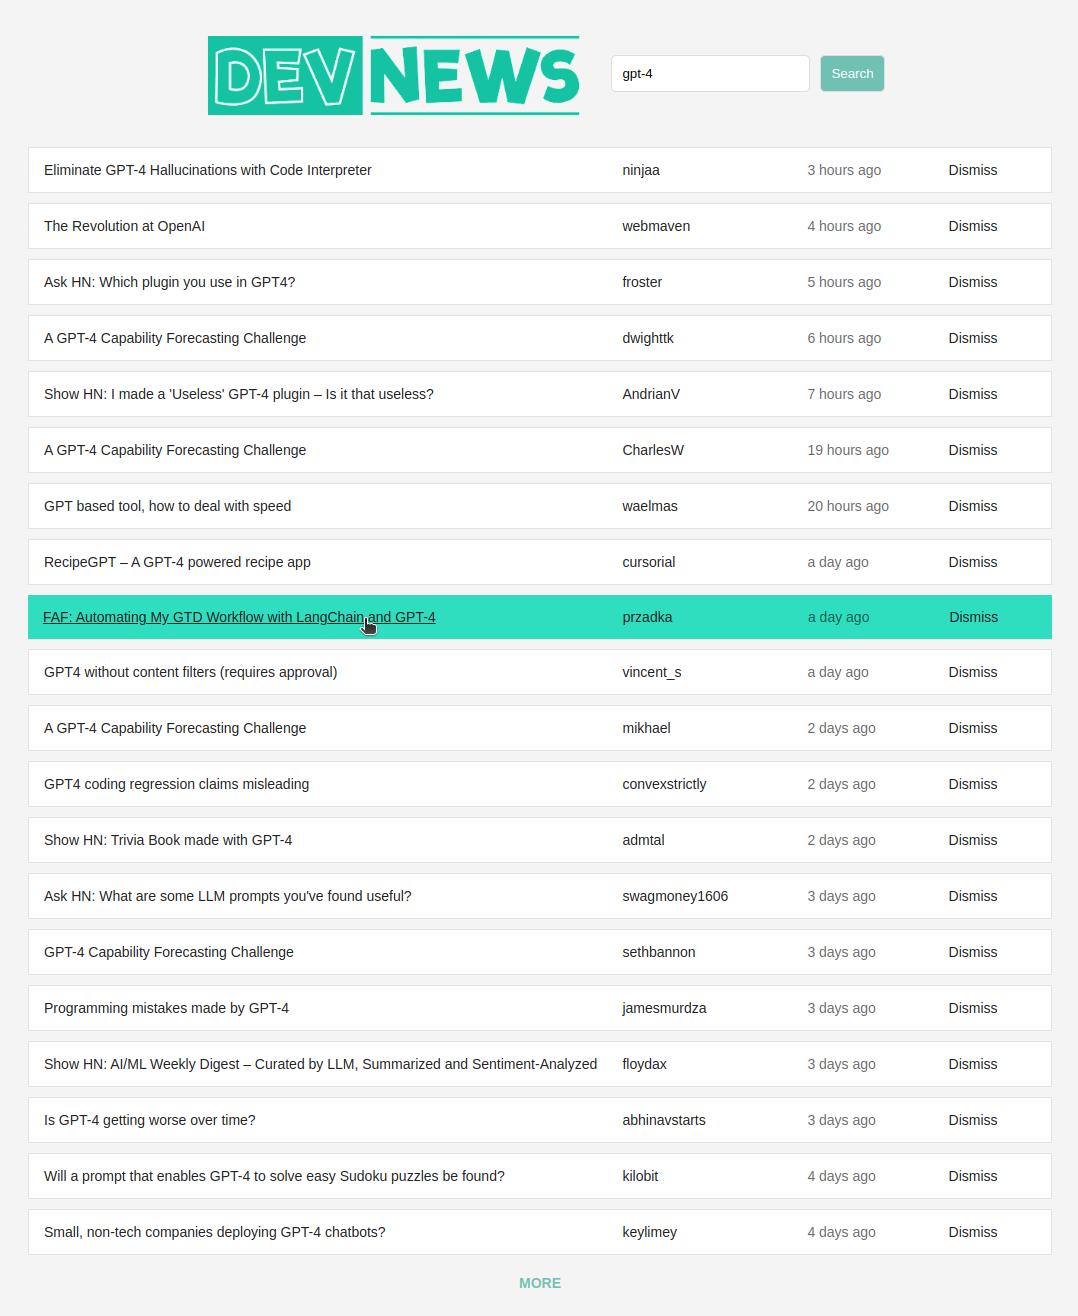 DEV NEWS gpt-4 Search
Eliminate GPT-4 Hallucinations with Code Interpreter ninjaa 3 hours ago Dismiss
The Revolution at OpenAI webmaven 4 hours ago Dismiss
Ask HN: Which plugin you use in GPT4? froster 5 hours ago Dismiss
A GPT-4 Capability Forecasting Challenge dwighttk 6 hours ago Dismiss
Show HN: I made a 'Useless' GPT-4 plugin – Is it that useless? AndrianV 7 hours ago Dismiss
A GPT-4 Capability Forecasting Challenge CharlesW 19 hours ago Dismiss
GPT based tool, how to deal with speed waelmas 20 hours ago Dismiss
RecipeGPT – A GPT-4 powered recipe app cursorial a day ago Dismiss
FAF: Automating My GTD Workflow with LangChain and GPT-4 przadka a day ago Dismiss
GPT4 without content filters (requires approval) vincent_s a day ago Dismiss
A GPT-4 Capability Forecasting Challenge mikhael 2 days ago Dismiss
GPT4 coding regression claims misleading convexstrictly 2 days ago Dismiss
Show HN: Trivia Book made with GPT-4 admtal 2 days ago Dismiss
Ask HN: What are some LLM prompts you've found useful? swagmoney1606 3 days ago Dismiss
GPT-4 Capability Forecasting Challenge sethbannon 3 days ago Dismiss
Programming mistakes made by GPT-4 jamesmurdza 3 days ago Dismiss
Show HN: AI/ML Weekly Digest – Curated by LLM, Summarized and Sentiment-Analyzed floydax 3 days ago Dismiss
Is GPT-4 getting worse over time? abhinavstarts 3 days ago Dismiss
Will a prompt that enables GPT-4 to solve easy Sudoku puzzles be found? kilobit 4 days ago Dismiss
Small, non-tech companies deploying GPT-4 chatbots? keylimey 4 days ago Dismiss
MORE